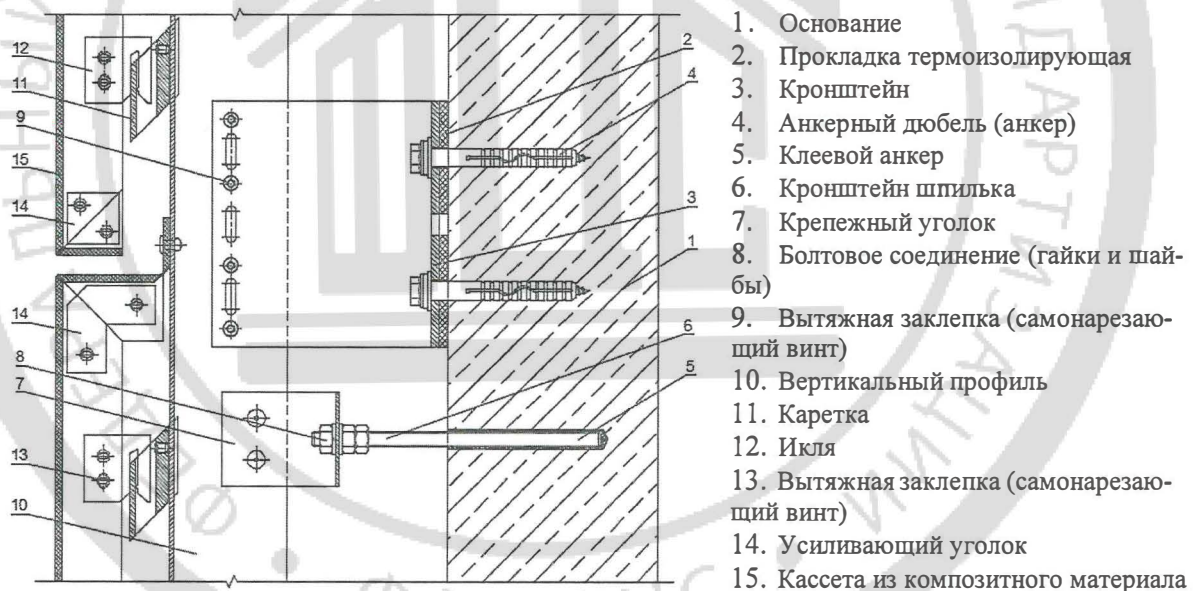 12
11
15
14
14
13
10
9
8
7
2
4
3
1
6
5
1. Основание
2. Прокладка термоизолирующая
3. Кронштейн
4. Анкерный дюбель (анкер)
5. Клеевой анкер
6. Кронштейн шпилька
7. Крепежный уголок
8. Болтовое соединение (гайки и шай-
бы)
9. Вытяжная заклепка (самонарезаю-
щий винт)
10. Вертикальный профиль
11. Каретка
12. Икля
13. Вытяжная заклепка (самонарезаю-
щий винт)
14. Усиливающий уголок
15. Кассета из композитного материала